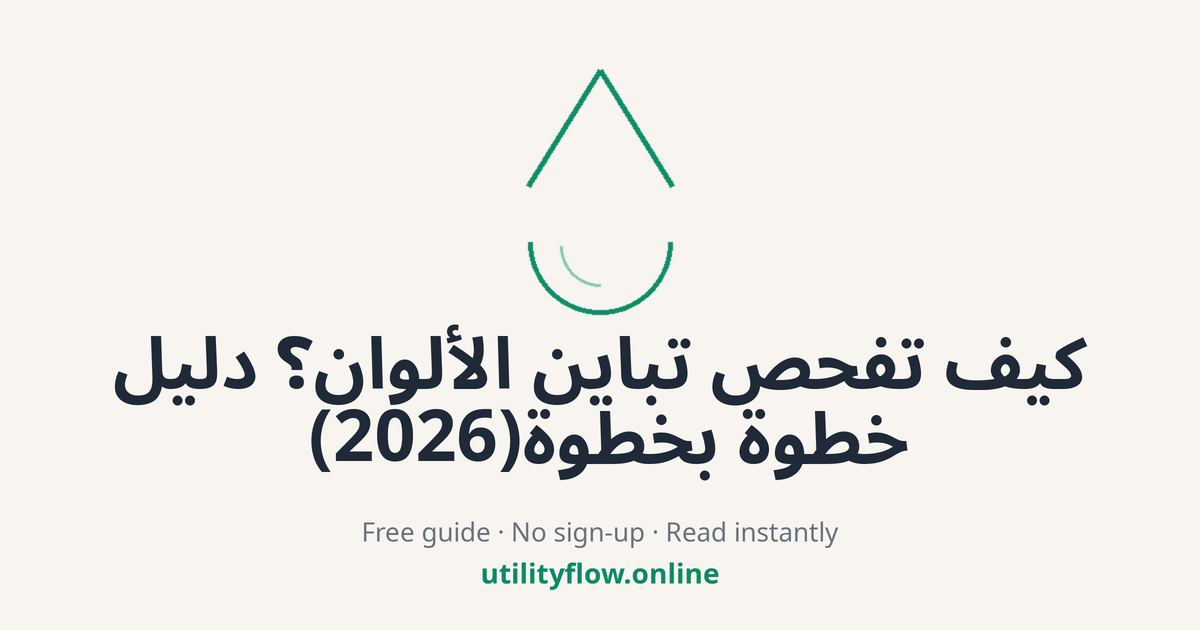 كيف تفحص تباين الألوان؟ دليل
خطوة بخطوة(2026)
Free guide · No sign-up · Read instantly
utilityflow.online